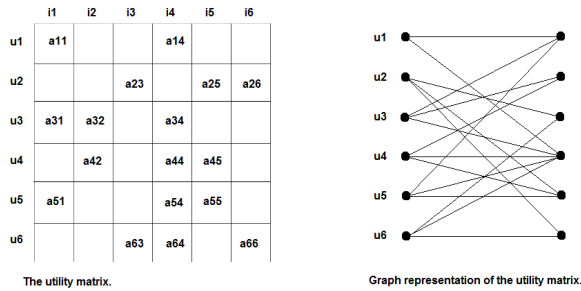 i1 i2 i3 i4 i5 i6
u1 a11 a14
u2 a23 a25 a26
u3 a31 a32 a34
u4 a42 a44 a45
u5 a51 a54 a55
u6 a63 a64 a66
The utility matrix.
u1
u2
u3
u4
u5
u6
Graph representation of the utility matrix.